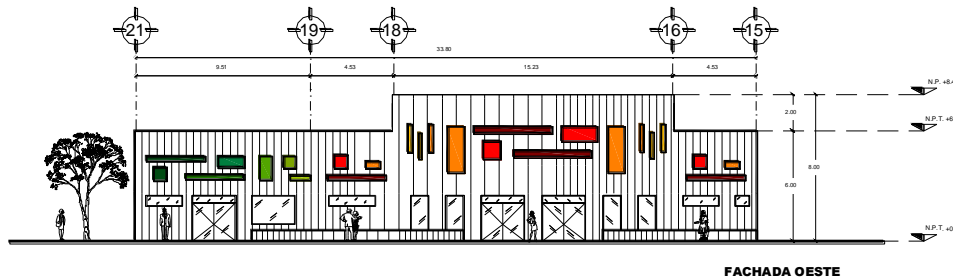 21 19 18 16 15
33.80
9.51 4.53 15.23 4.53
N.P. +8.4
2.00
N.P.T. +6
8.00
6.00
N.P.T. +0
FACHADA OESTE